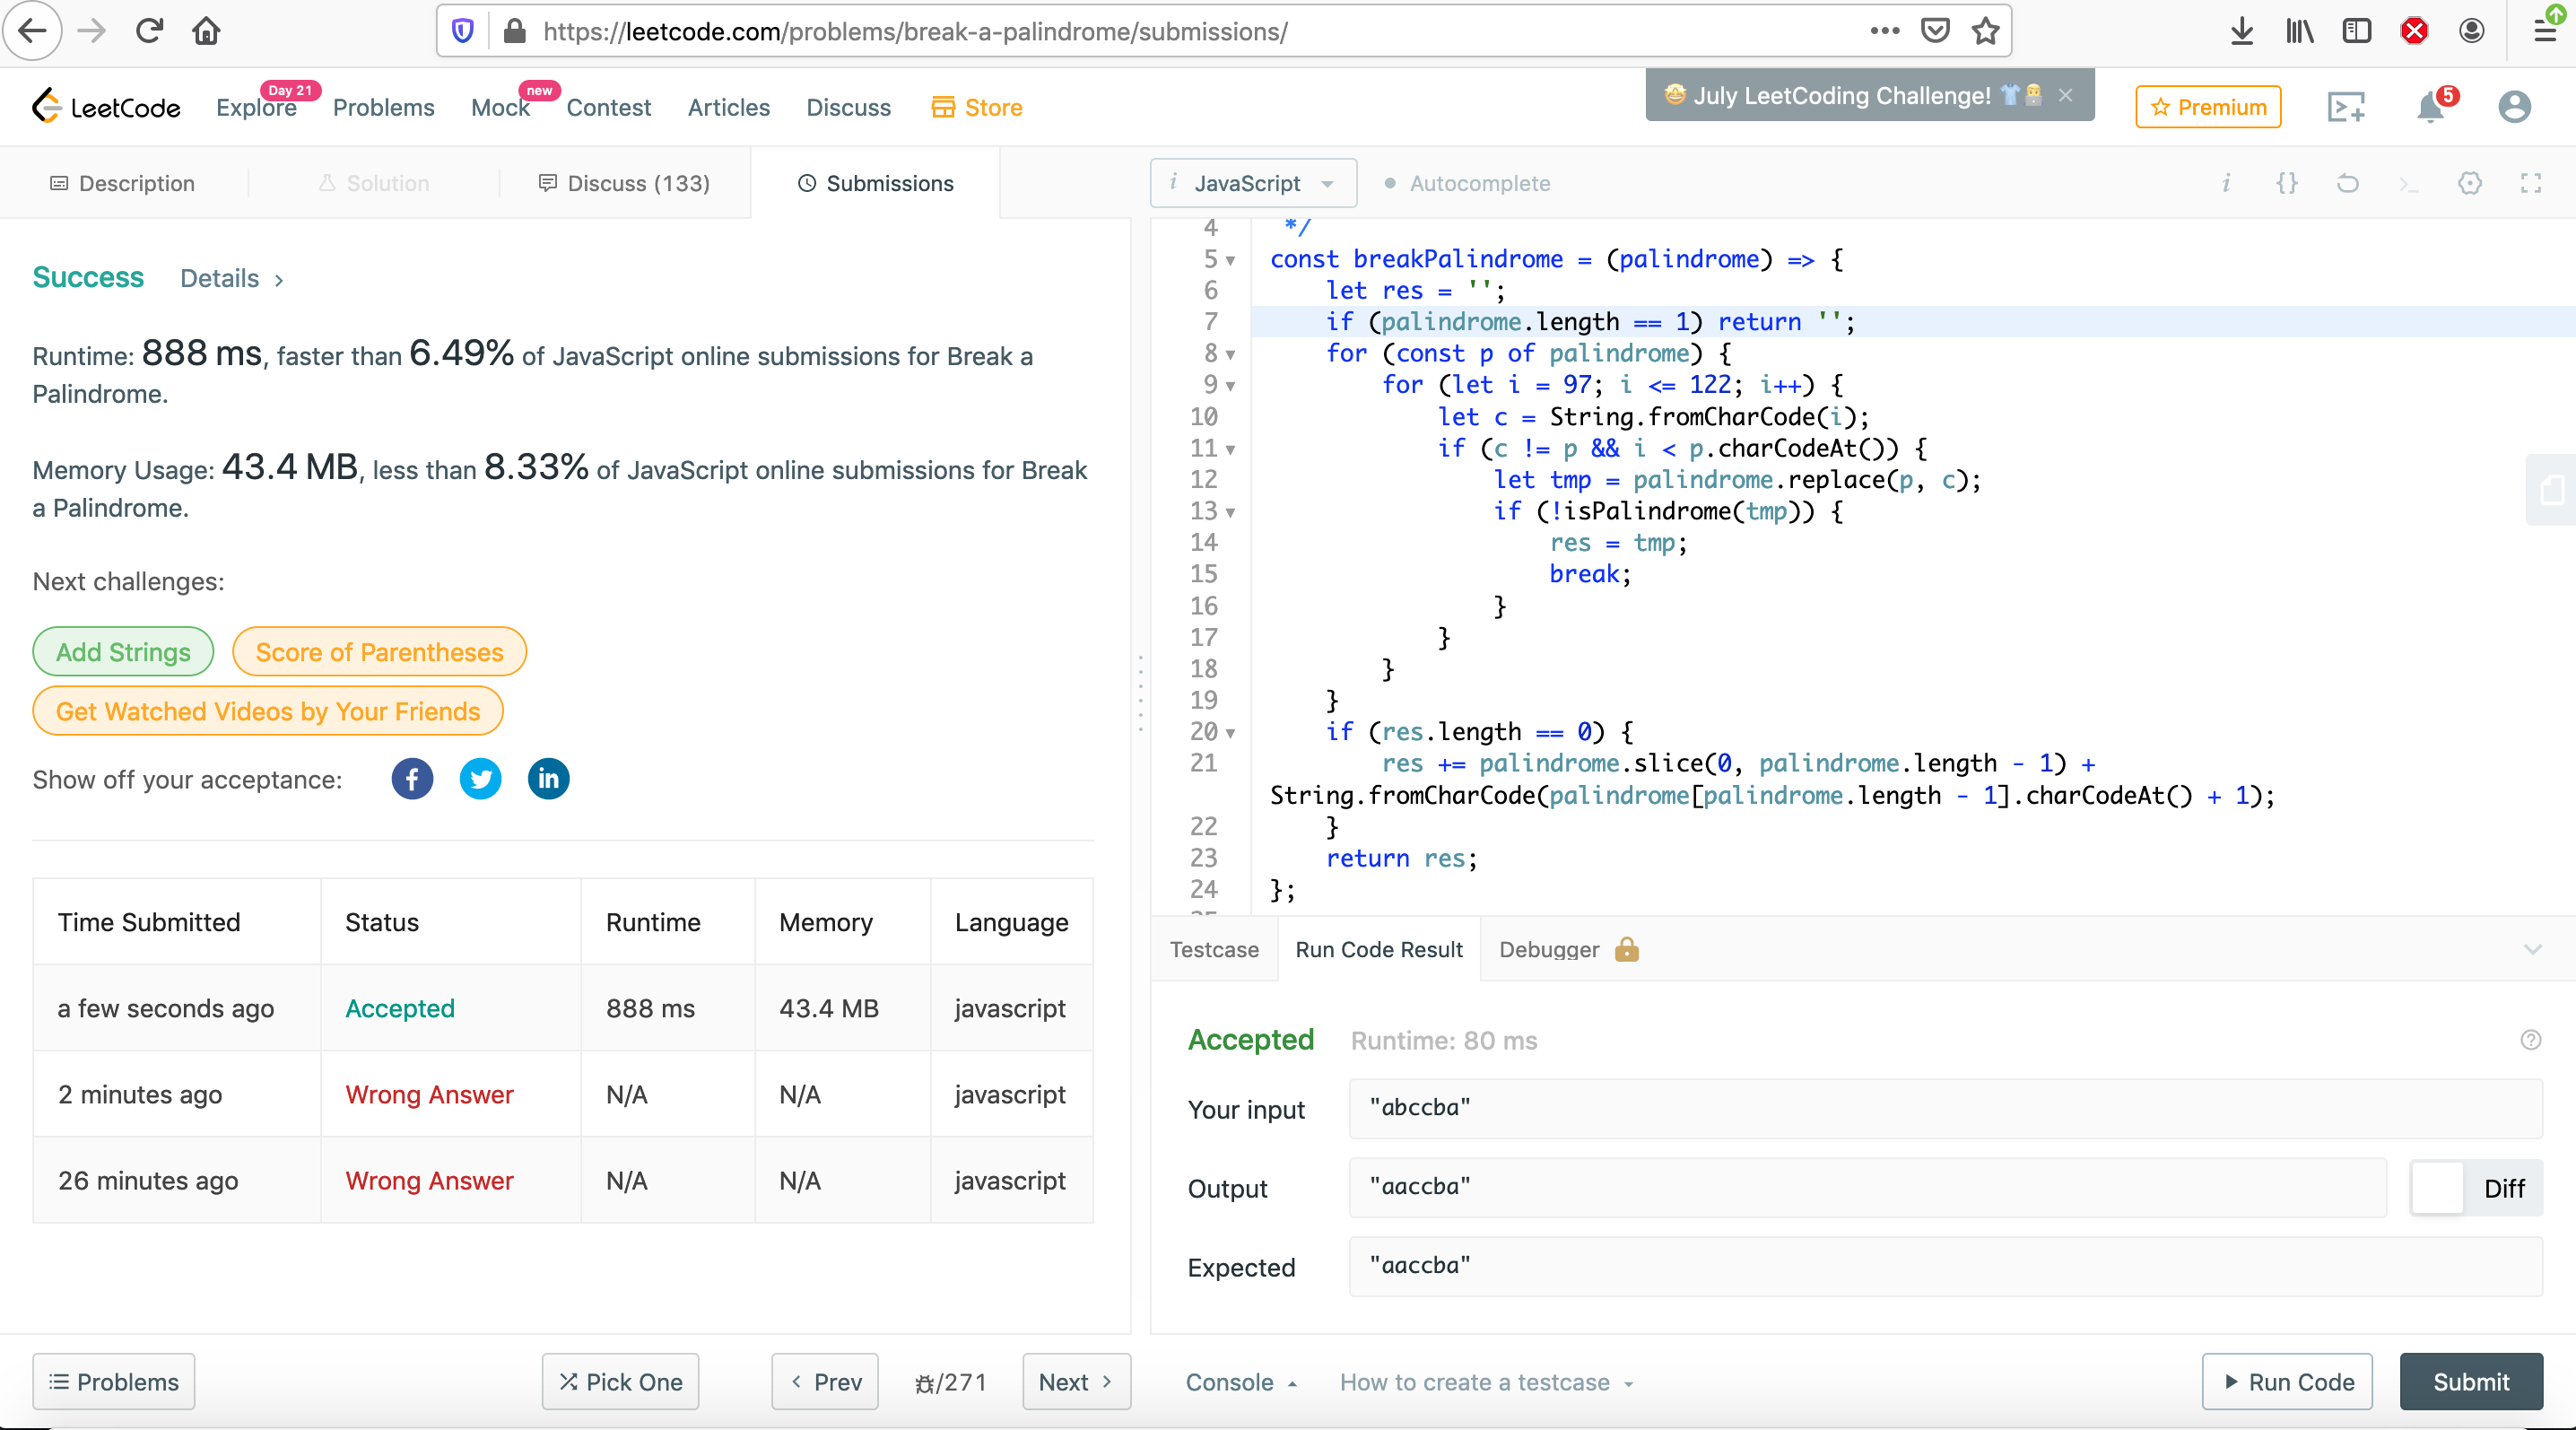 https://leetcode.com/problems/break-a-palindrome/submissions/
LeetCode Explore Day 21 Problems Mock new Contest Articles Discuss Store 🤩 July LeetCoding Challenge! 👕👨‍💻 × Premium 5
Description Solution Discuss (133) Submissions
i JavaScript Autocomplete i {} >_
Success Details >
Runtime: 888 ms, faster than 6.49% of JavaScript online submissions for Break a
Palindrome.
Memory Usage: 43.4 MB, less than 8.33% of JavaScript online submissions for Break
a Palindrome.
Next challenges:
Add Strings Score of Parentheses
Get Watched Videos by Your Friends
Show off your acceptance: f in
Time Submitted Status Runtime Memory Language
a few seconds ago Accepted 888 ms 43.4 MB javascript
2 minutes ago Wrong Answer N/A N/A javascript
26 minutes ago Wrong Answer N/A N/A javascript
4 */
5 const breakPalindrome = (palindrome) => {
6 let res = '';
7 if (palindrome.length == 1) return '';
8 for (const p of palindrome) {
9 for (let i = 97; i <= 122; i++) {
10 let c = String.fromCharCode(i);
11 if (c != p && i < p.charCodeAt()) {
12 let tmp = palindrome.replace(p, c);
13 if (!isPalindrome(tmp)) {
14 res = tmp;
15 break;
16 }
17 }
18 }
19 }
20 if (res.length == 0) {
21 res += palindrome.slice(0, palindrome.length - 1) +
String.fromCharCode(palindrome[palindrome.length - 1].charCodeAt() + 1);
22 }
23 return res;
24 };
Testcase Run Code Result Debugger
Accepted Runtime: 80 ms
Your input "abccba"
Output "aaccba" Diff
Expected "aaccba"
Problems Pick One < Prev /271 Next > Console How to create a testcase Run Code Submit